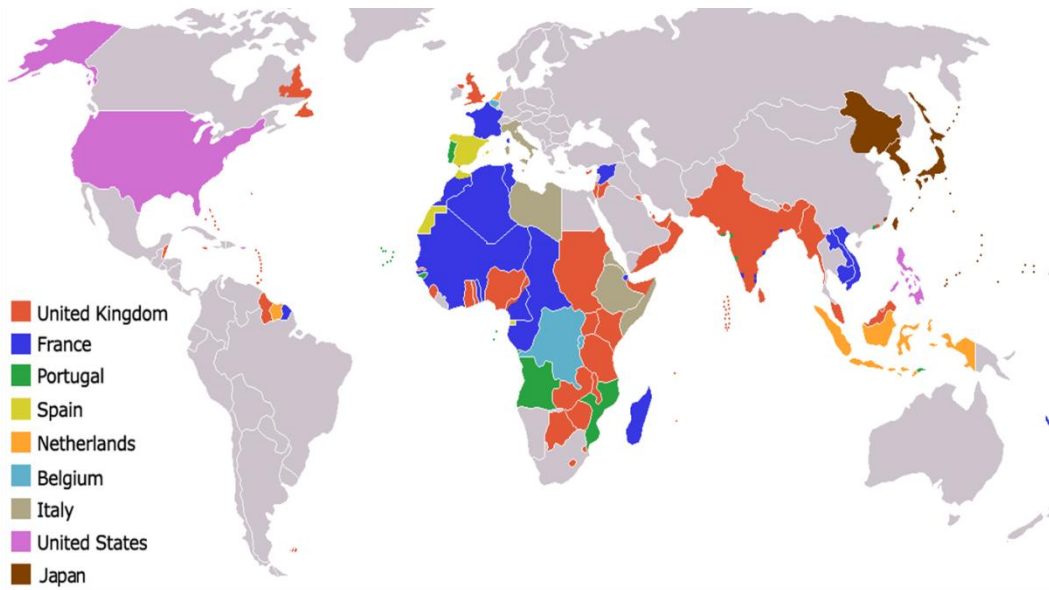 United Kingdom
France
Portugal
Spain
Netherlands
Belgium
Italy
United States
Japan